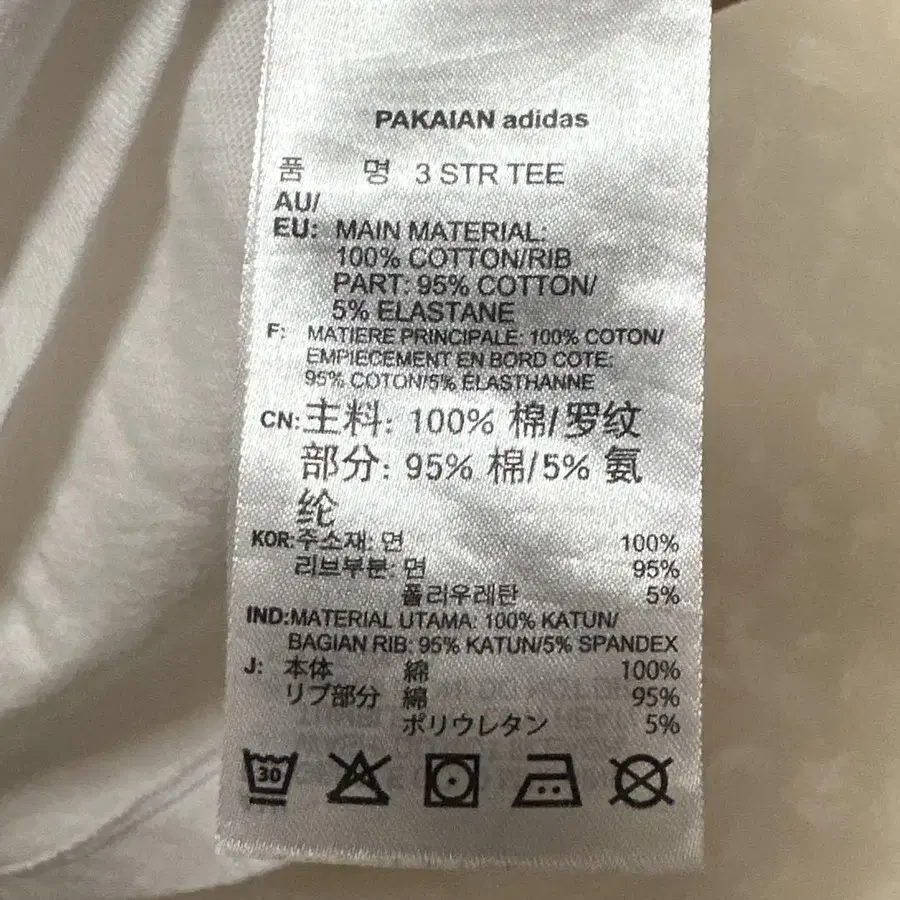 PAKAIAN adidas
품 명 3 STR TEE
AU/
EU: MAIN MATERIAL:
100% COTTON/RIB
PART: 95% COTTON/
5% ELASTANE
F: MATIERE PRINCIPALE: 100% COTON/
EMPIECEMENT EN BORD COTE:
95% COTON/5% ELASTHANNE
CN: 主料: 100% 棉/罗纹
部分: 95% 棉/5% 氨
纶
KOR: 주소재: 면 100%
리브부분: 면 95%
폴리우레탄 5%
IND: MATERIAL UTAMA: 100% KATUN/
BAGIAN RIB: 95% KATUN/5% SPANDEX
J: 本体 綿 100%
リブ部分 綿 95%
ポリウレタン 5%
30